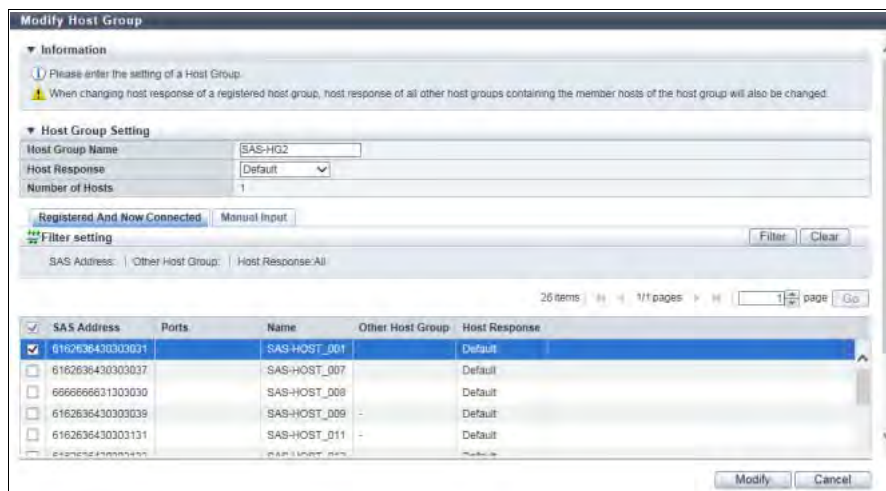 Modify Host Group
Information
Please enter the setting of a Host Group.
When changing host response of a registered host group, host response of all other host groups containing the member hosts of the host group will also be changed.
Host Group Setting
Host Group Name SAS-HG2
Host Response Default
Number of Hosts 1
Registered And Now Connected Manual Input
Filter setting Filter Clear
SAS Address: | Other Host Group: | Host Response:All
26 items 1/1 pages 1 page Go
SAS Address Ports Name Other Host Group Host Response
6162636430303031 SAS-HOST_001 Default
6162636430303037 SAS-HOST_007 Default
6666666631303030 SAS-HOST_008 Default
6162636430303039 SAS-HOST_009 - Default
6162636430303131 SAS-HOST_011 - Default
Modify Cancel